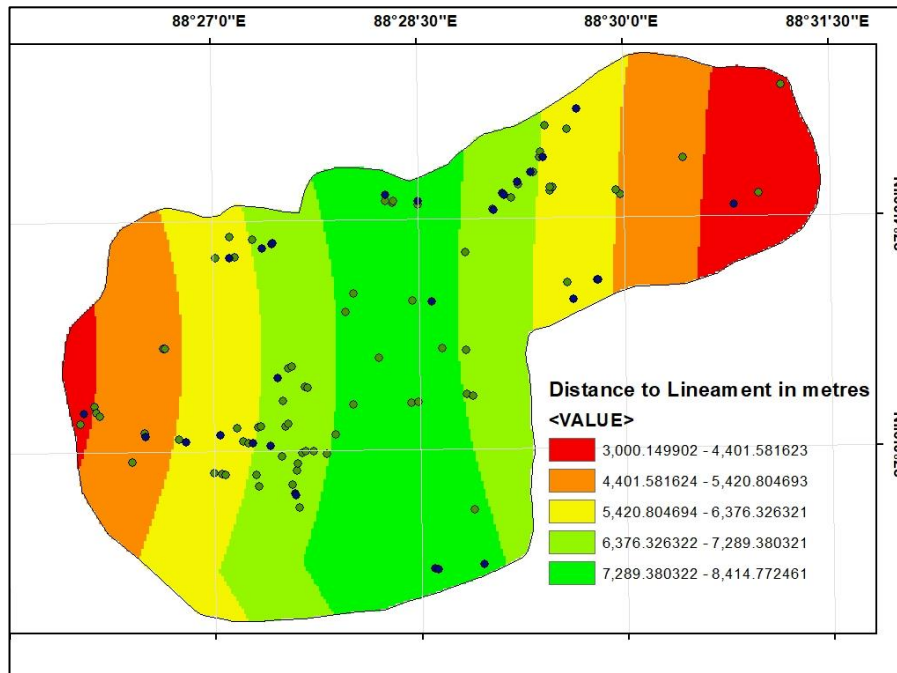 88°27'0"E 88°28'30"E 88°30'0"E 88°31'30"E
Distance to Lineament in metres
<VALUE>
3,000.149902 - 4,401.581623
4,401.581624 - 5,420.804693
5,420.804694 - 6,376.326321
6,376.326322 - 7,289.380321
7,289.380322 - 8,414.772461